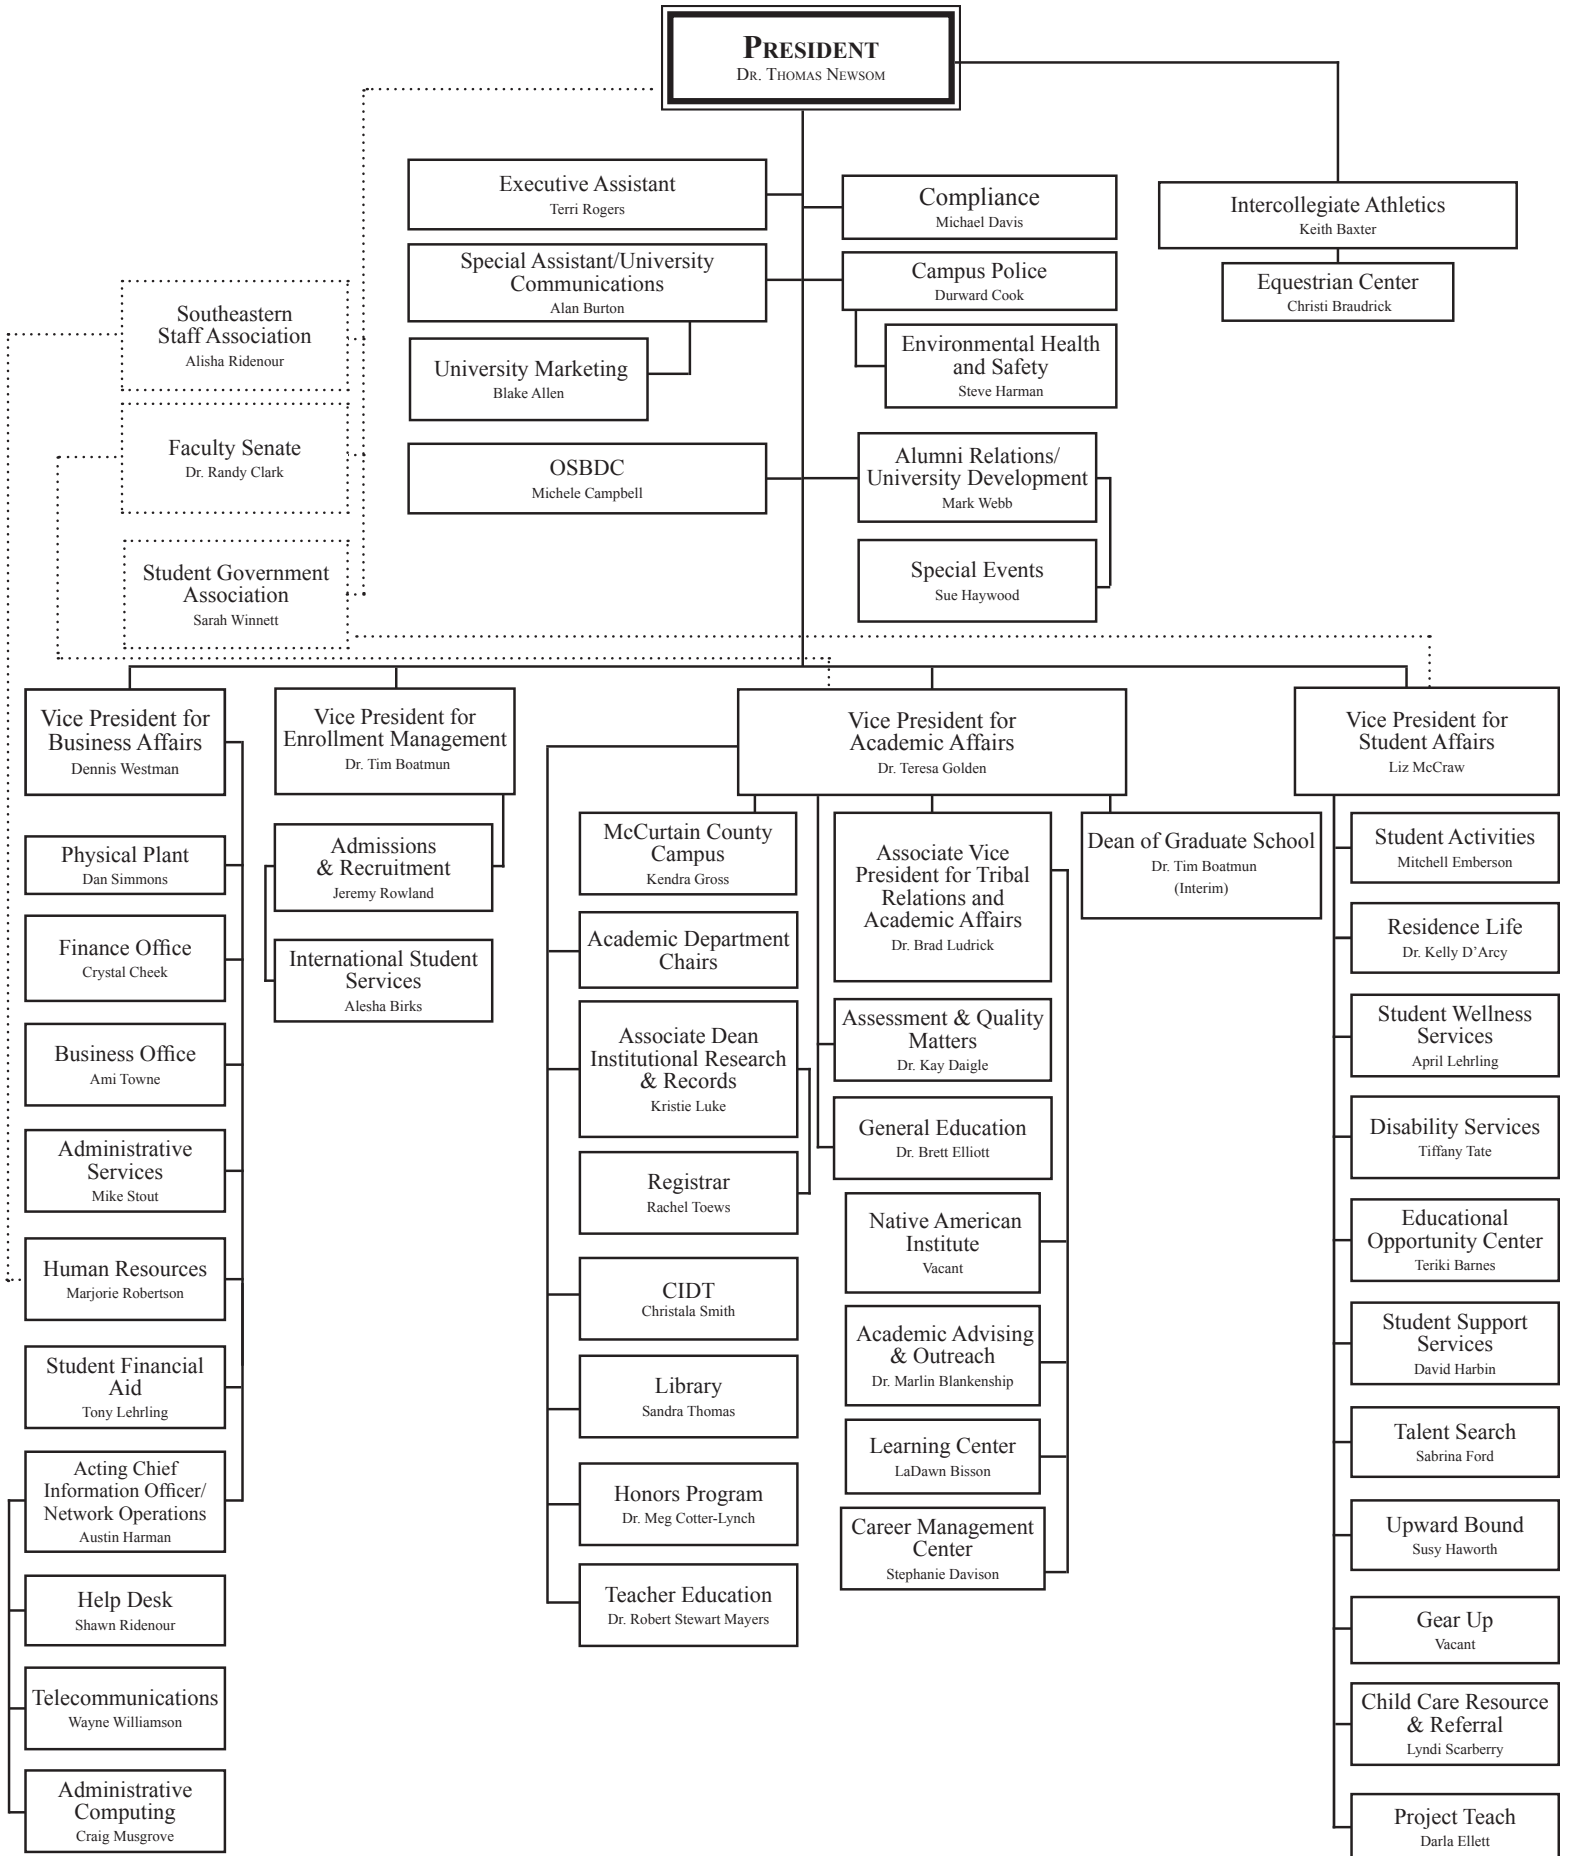 PRESIDENT
DR. THOMAS NEWSOM
Executive Assistant
Terri Rogers
Compliance
Michael Davis
Intercollegiate Athletics
Keith Baxter
Special Assistant/University
Communications
Alan Burton
Campus Police
Durward Cook
Equestrian Center
Christi Braudrick
Southeastern
Staff Association
Alisha Ridenour
University Marketing
Blake Allen
Environmental Health
and Safety
Steve Harman
Faculty Senate
Dr. Randy Clark
OSBDC
Michele Campbell
Alumni Relations/
University Development
Mark Webb
Student Government
Association
Sarah Winnett
Special Events
Sue Haywood
Vice President for
Business Affairs
Dennis Westman
Physical Plant
Dan Simmons
Finance Office
Crystal Cheek
Business Office
Ami Towne
Administrative
Services
Mike Stout
Human Resources
Marjorie Robertson
Student Financial
Aid
Tony Lehrling
Acting Chief
Information Officer/
Network Operations
Austin Harman
Help Desk
Shawn Ridenour
Telecommunications
Wayne Williamson
Administrative
Computing
Craig Musgrove
Vice President for
Enrollment Management
Dr. Tim Boatmun
Admissions
& Recruitment
Jeremy Rowland
International Student
Services
Alesha Birks
Vice President for
Academic Affairs
Dr. Teresa Golden
McCurtain County
Campus
Kendra Gross
Academic Department
Chairs
Associate Dean
Institutional Research
& Records
Kristie Luke
Registrar
Rachel Toews
CIDT
Christala Smith
Library
Sandra Thomas
Honors Program
Dr. Meg Cotter-Lynch
Teacher Education
Dr. Robert Stewart Mayers
Associate Vice
President for Tribal
Relations and
Academic Affairs
Dr. Brad Ludrick
Assessment & Quality
Matters
Dr. Kay Daigle
General Education
Dr. Brett Elliott
Native American
Institute
Vacant
Academic Advising
& Outreach
Dr. Marlin Blankenship
Learning Center
LaDawn Bisson
Career Management
Center
Stephanie Davison
Dean of Graduate School
Dr. Tim Boatmun
(Interim)
Vice President for
Student Affairs
Liz McCraw
Student Activities
Mitchell Emberson
Residence Life
Dr. Kelly D’Arcy
Student Wellness
Services
April Lehrling
Disability Services
Tiffany Tate
Educational
Opportunity Center
Teriki Barnes
Student Support
Services
David Harbin
Talent Search
Sabrina Ford
Upward Bound
Susy Haworth
Gear Up
Vacant
Child Care Resource
& Referral
Lyndi Scarberry
Project Teach
Darla Ellett